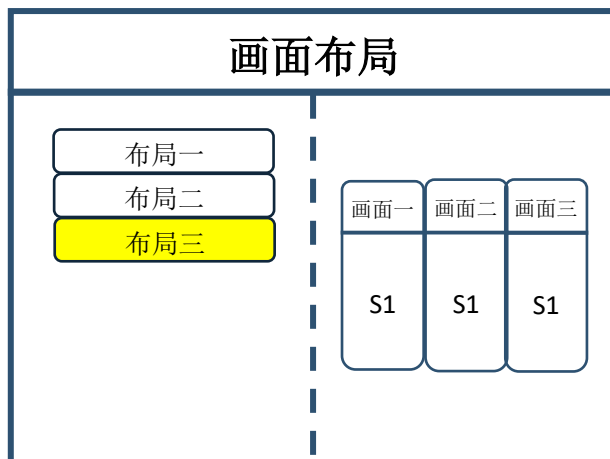 画面布局
布局一
布局二
布局三
画面一 画面二 画面三
S1 S1 S1